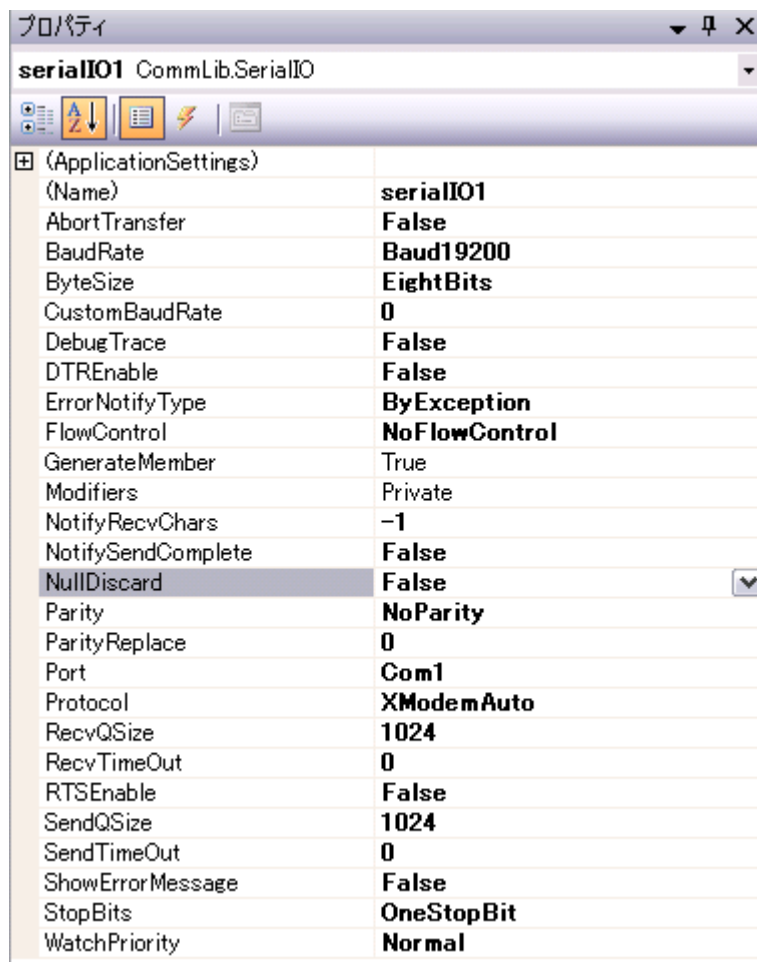 プロパティ
serialIO1 CommLib.SerialIO
(ApplicationSettings)
(Name) serialIO1
AbortTransfer False
BaudRate Baud19200
ByteSize EightBits
CustomBaudRate 0
DebugTrace False
DTREnable False
ErrorNotifyType ByException
FlowControl NoFlowControl
GenerateMember True
Modifiers Private
NotifyRecvChars -1
NotifySendComplete False
NullDiscard False
Parity NoParity
ParityReplace 0
Port Com1
Protocol XModemAuto
RecvQSize 1024
RecvTimeOut 0
RTSEnable False
SendQSize 1024
SendTimeOut 0
ShowErrorMessage False
StopBits OneStopBit
WatchPriority Normal